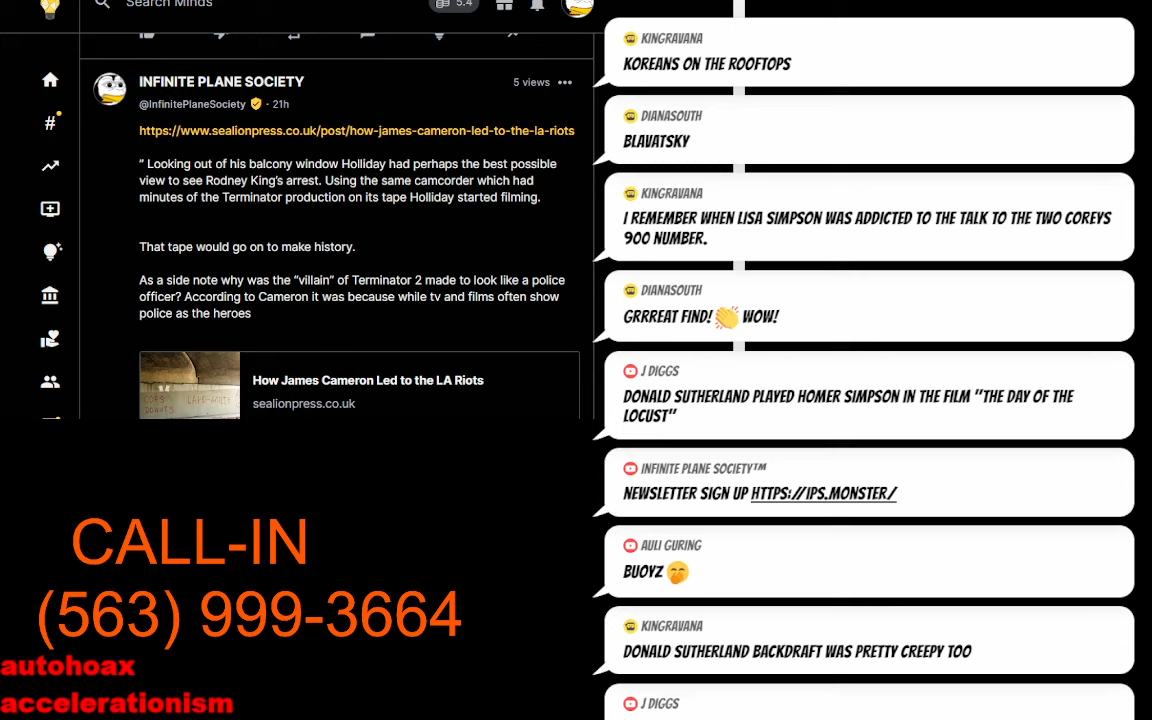 Search Minds
5.4
INFINITE PLANE SOCIETY
5 views
@InfinitePlaneSociety · 21h
https://www.sealionpress.co.uk/post/how-james-cameron-led-to-the-la-riots
" Looking out of his balcony window Holliday had perhaps the best possible
view to see Rodney King's arrest. Using the same camcorder which had
minutes of the Terminator production on its tape Holliday started filming.
That tape would go on to make history.
As a side note why was the "villain" of Terminator 2 made to look like a police
officer? According to Cameron it was because while tv and films often show
police as the heroes
How James Cameron Led to the LA Riots
sealionpress.co.uk
CALL-IN
(563) 999-3664
autohoax
accelerationism
KINGRAVANA
KOREANS ON THE ROOFTOPS
DIANASOUTH
BLAVATSKY
KINGRAVANA
I REMEMBER WHEN LISA SIMPSON WAS ADDICTED TO THE TALK TO THE TWO COREYS
900 NUMBER.
DIANASOUTH
GRRREAT FIND! 👏 WOW!
J DIGGS
DONALD SUTHERLAND PLAYED HOMER SIMPSON IN THE FILM "THE DAY OF THE
LOCUST"
INFINITE PLANE SOCIETY™
NEWSLETTER SIGN UP HTTPS://IPS.MONSTER/
AULI GURING
BUOYZ 🤭
KINGRAVANA
DONALD SUTHERLAND BACKDRAFT WAS PRETTY CREEPY TOO
J DIGGS